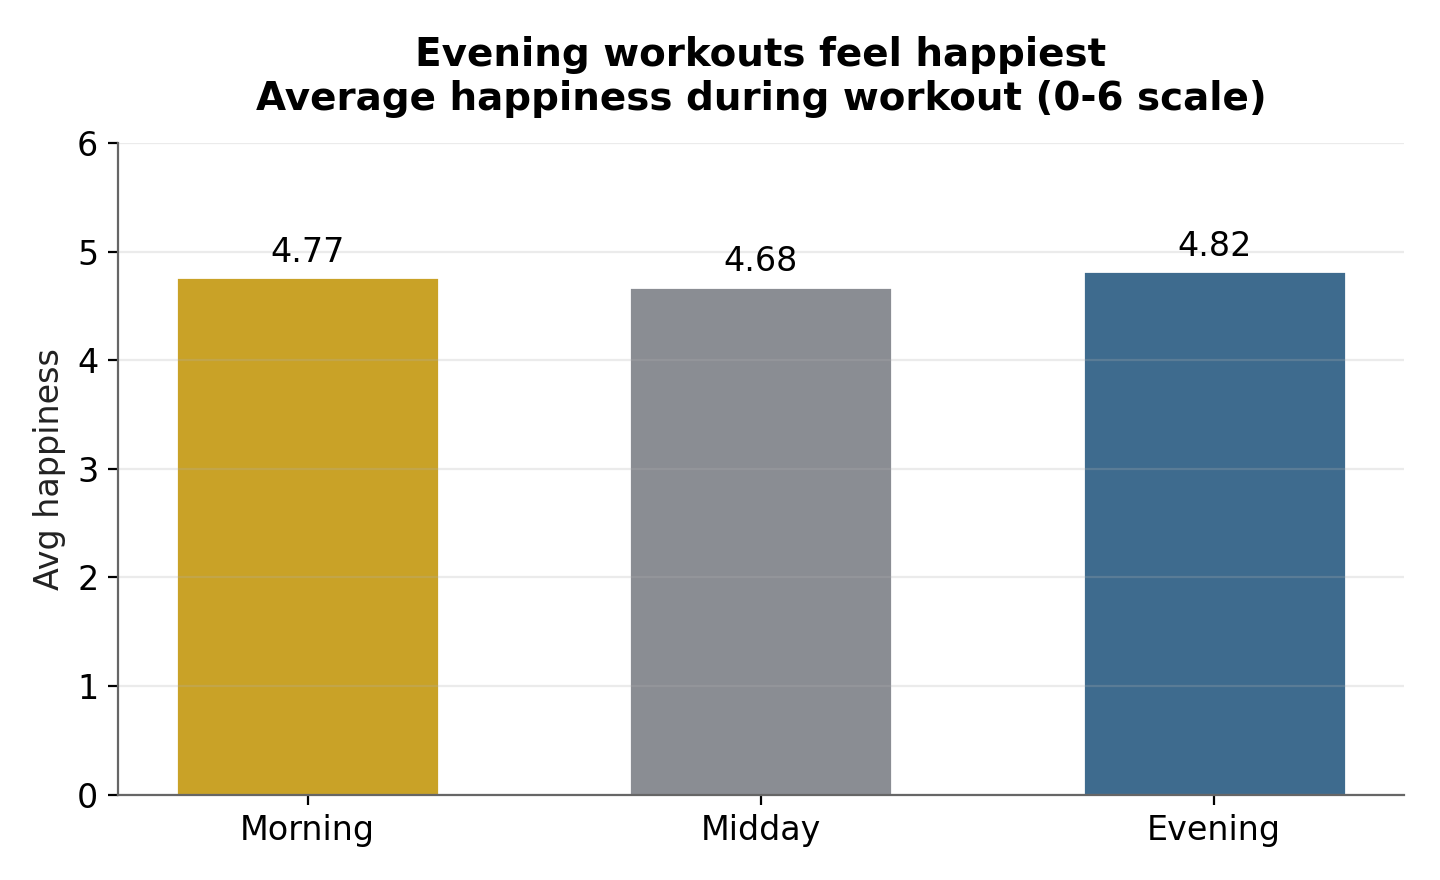 Evening workouts feel happiest
Average happiness during workout (0-6 scale)
6
5
4
3
2
1
0
Avg happiness
4.77
4.68
4.82
Morning
Midday
Evening